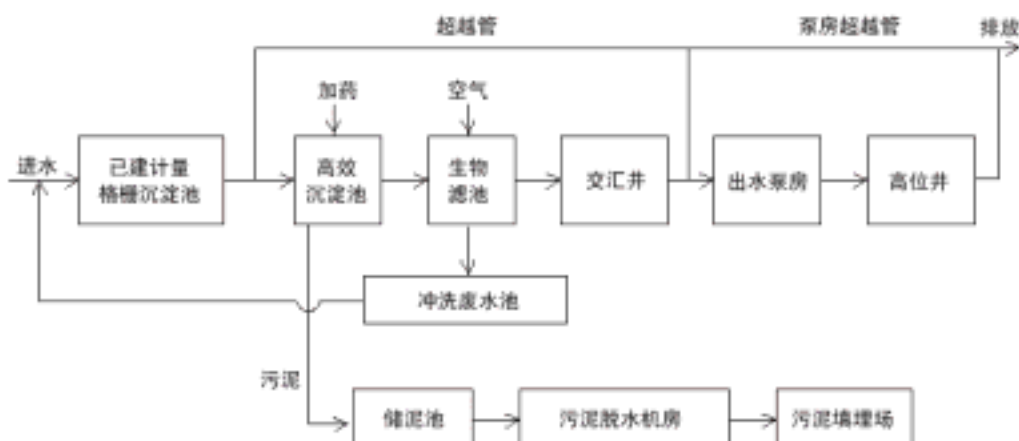 超越管
泵房超越管
排放
加药
空气
进水
已建计量
格栅沉淀池
高效
沉淀池
生物
滤池
交汇井
出水泵房
高位井
冲洗废水池
污泥
储泥池
污泥脱水机房
污泥填埋场